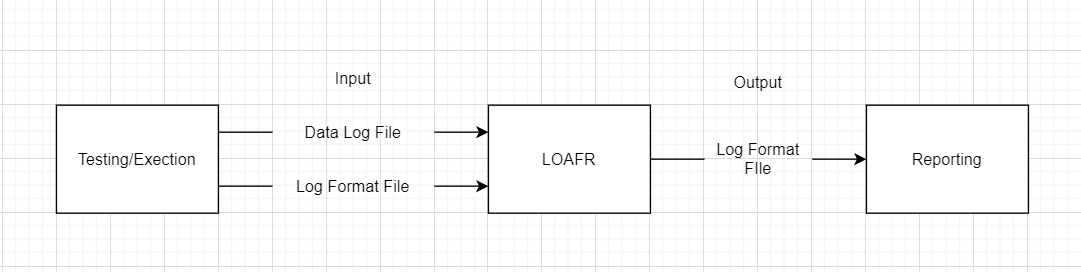 Input
Output
Data Log File
Testing/Exection
LOAFR
Log Format
FIle
Reporting
Log Format File